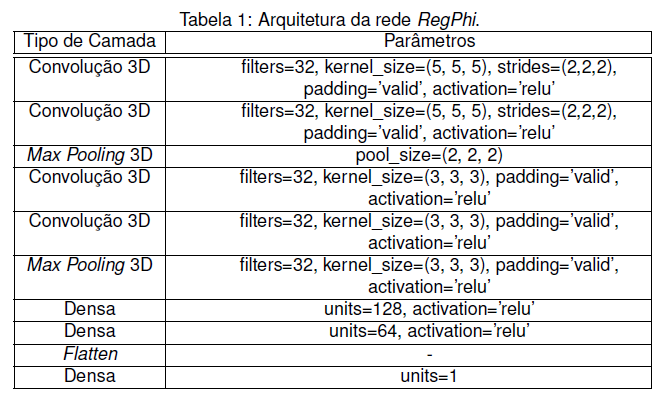 Tabela 1: Arquitetura da rede RegPhi.
Tipo de Camada Parâmetros
Convolução 3D filters=32, kernel_size=(5, 5, 5), strides=(2,2,2),
padding=’valid’, activation=’relu’
Convolução 3D filters=32, kernel_size=(5, 5, 5), strides=(2,2,2),
padding=’valid’, activation=’relu’
Max Pooling 3D pool_size=(2, 2, 2)
Convolução 3D filters=32, kernel_size=(3, 3, 3), padding=’valid’,
activation=’relu’
Convolução 3D filters=32, kernel_size=(3, 3, 3), padding=’valid’,
activation=’relu’
Max Pooling 3D filters=32, kernel_size=(3, 3, 3), padding=’valid’,
activation=’relu’
Densa units=128, activation=’relu’
Densa units=64, activation=’relu’
Flatten -
Densa units=1